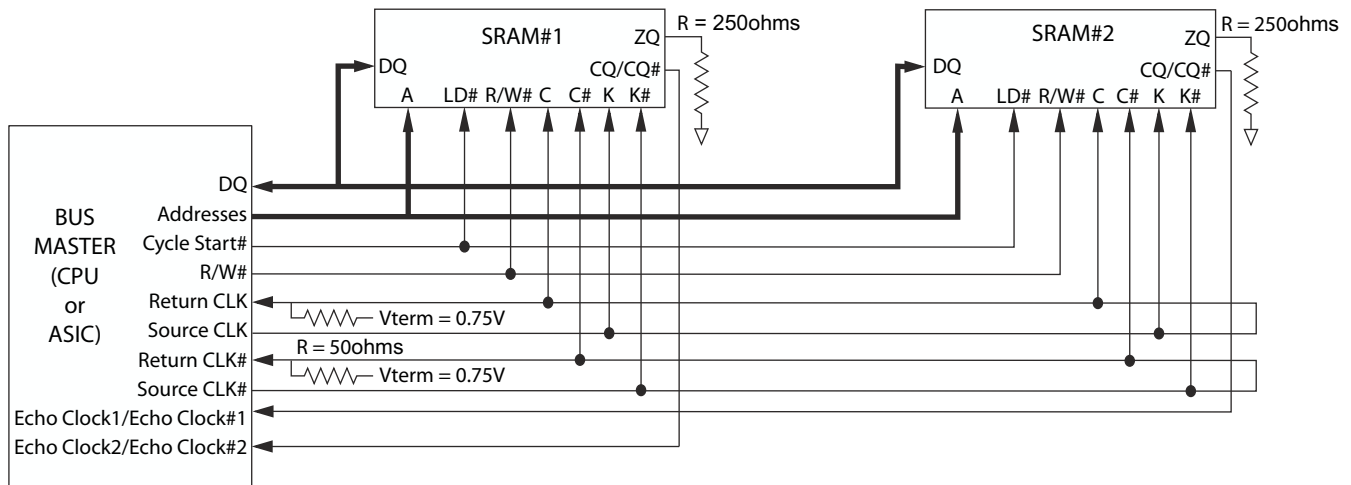 SRAM#1
ZQ
R = 250ohms
CQ/CQ#
DQ
A LD# R/W# C C# K K#
SRAM#2
ZQ
R = 250ohms
CQ/CQ#
DQ
A LD# R/W# C C# K K#
BUS
MASTER
(CPU
or
ASIC)
DQ
Addresses
Cycle Start#
R/W#
Return CLK
Vterm = 0.75V
Source CLK
R = 50ohms
Return CLK#
Vterm = 0.75V
Source CLK#
Echo Clock1/Echo Clock#1
Echo Clock2/Echo Clock#2